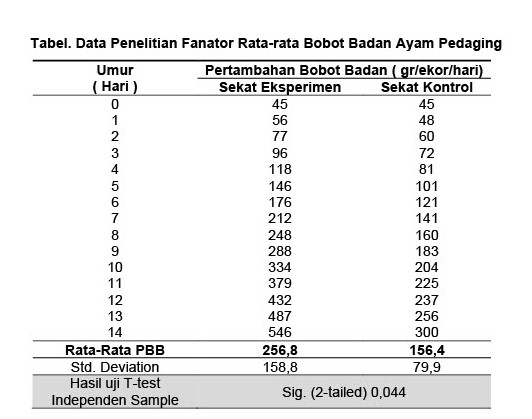 Tabel. Data Penelitian Fanator Rata-rata Bobot Badan Ayam Pedaging
Umur Pertambahan Bobot Badan ( gr/ekor/hari)
( Hari ) Sekat Eksperimen Sekat Kontrol
0 45 45
1 56 48
2 77 60
3 96 72
4 118 81
5 146 101
6 176 121
7 212 141
8 248 160
9 288 183
10 334 204
11 379 225
12 432 237
13 487 256
14 546 300
Rata-Rata PBB 256,8 156,4
Std. Deviation 158,8 79,9
Hasil uji T-test
Independen Sample Sig. (2-tailed) 0,044